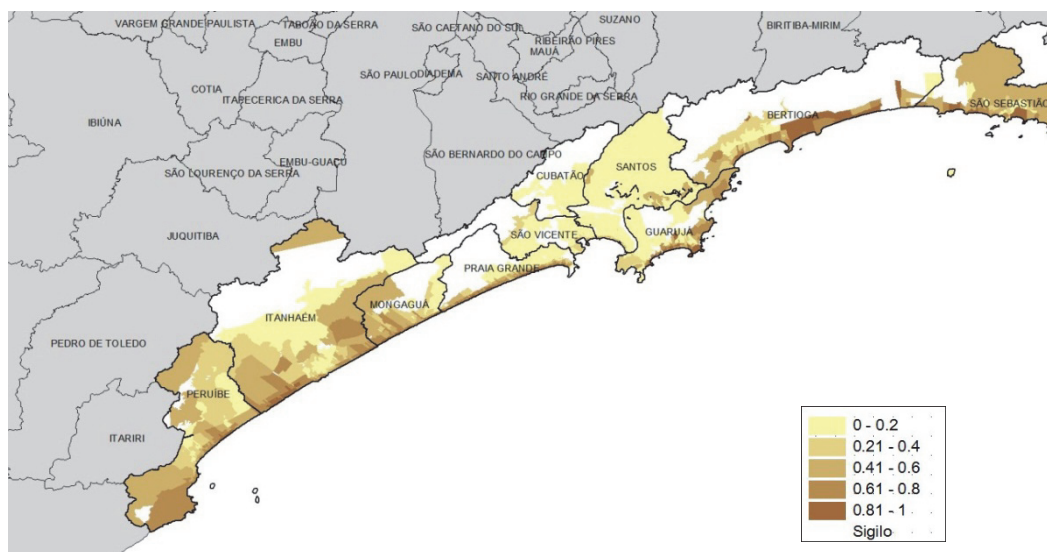 VARGEM GRANDE PAULISTA
TABOÃO DA SERRA
SÃO CAETANO DO SUL
SUZANO
BIRITIBA-MIRIM
EMBU
RIBEIRÃO PIRES
MAUÁ
SÃO PAULO
DIADEMA
SANTO ANDRÉ
COTIA
ITAPECERICA DA SERRA
RIO GRANDE DA SERRA
SÃO SEBASTIÃO
IBIÚNA
BERTIOGA
EMBU-GUAÇU
SÃO BERNARDO DO CAMPO
SÃO LOURENÇO DA SERRA
CUBATÃO
SANTOS
JUQUITIBA
SÃO VICENTE
GUARUJÁ
PRAIA GRANDE
MONGAGUÁ
ITANHAÉM
PEDRO DE TOLEDO
PERUÍBE
ITARIRI
0 - 0.2
0.21 - 0.4
0.41 - 0.6
0.61 - 0.8
0.81 - 1
Sigilo